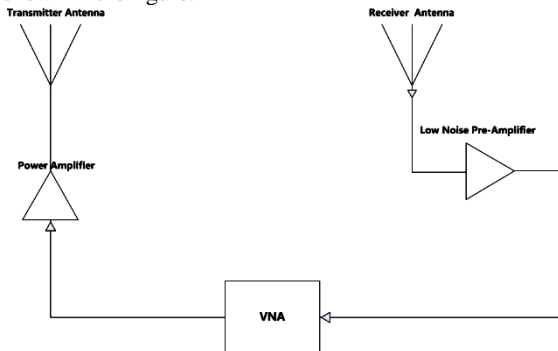 Transmitter Antenna
Receiver Antenna
Low Noise Pre-Amplifier
Power Amplifier
VNA